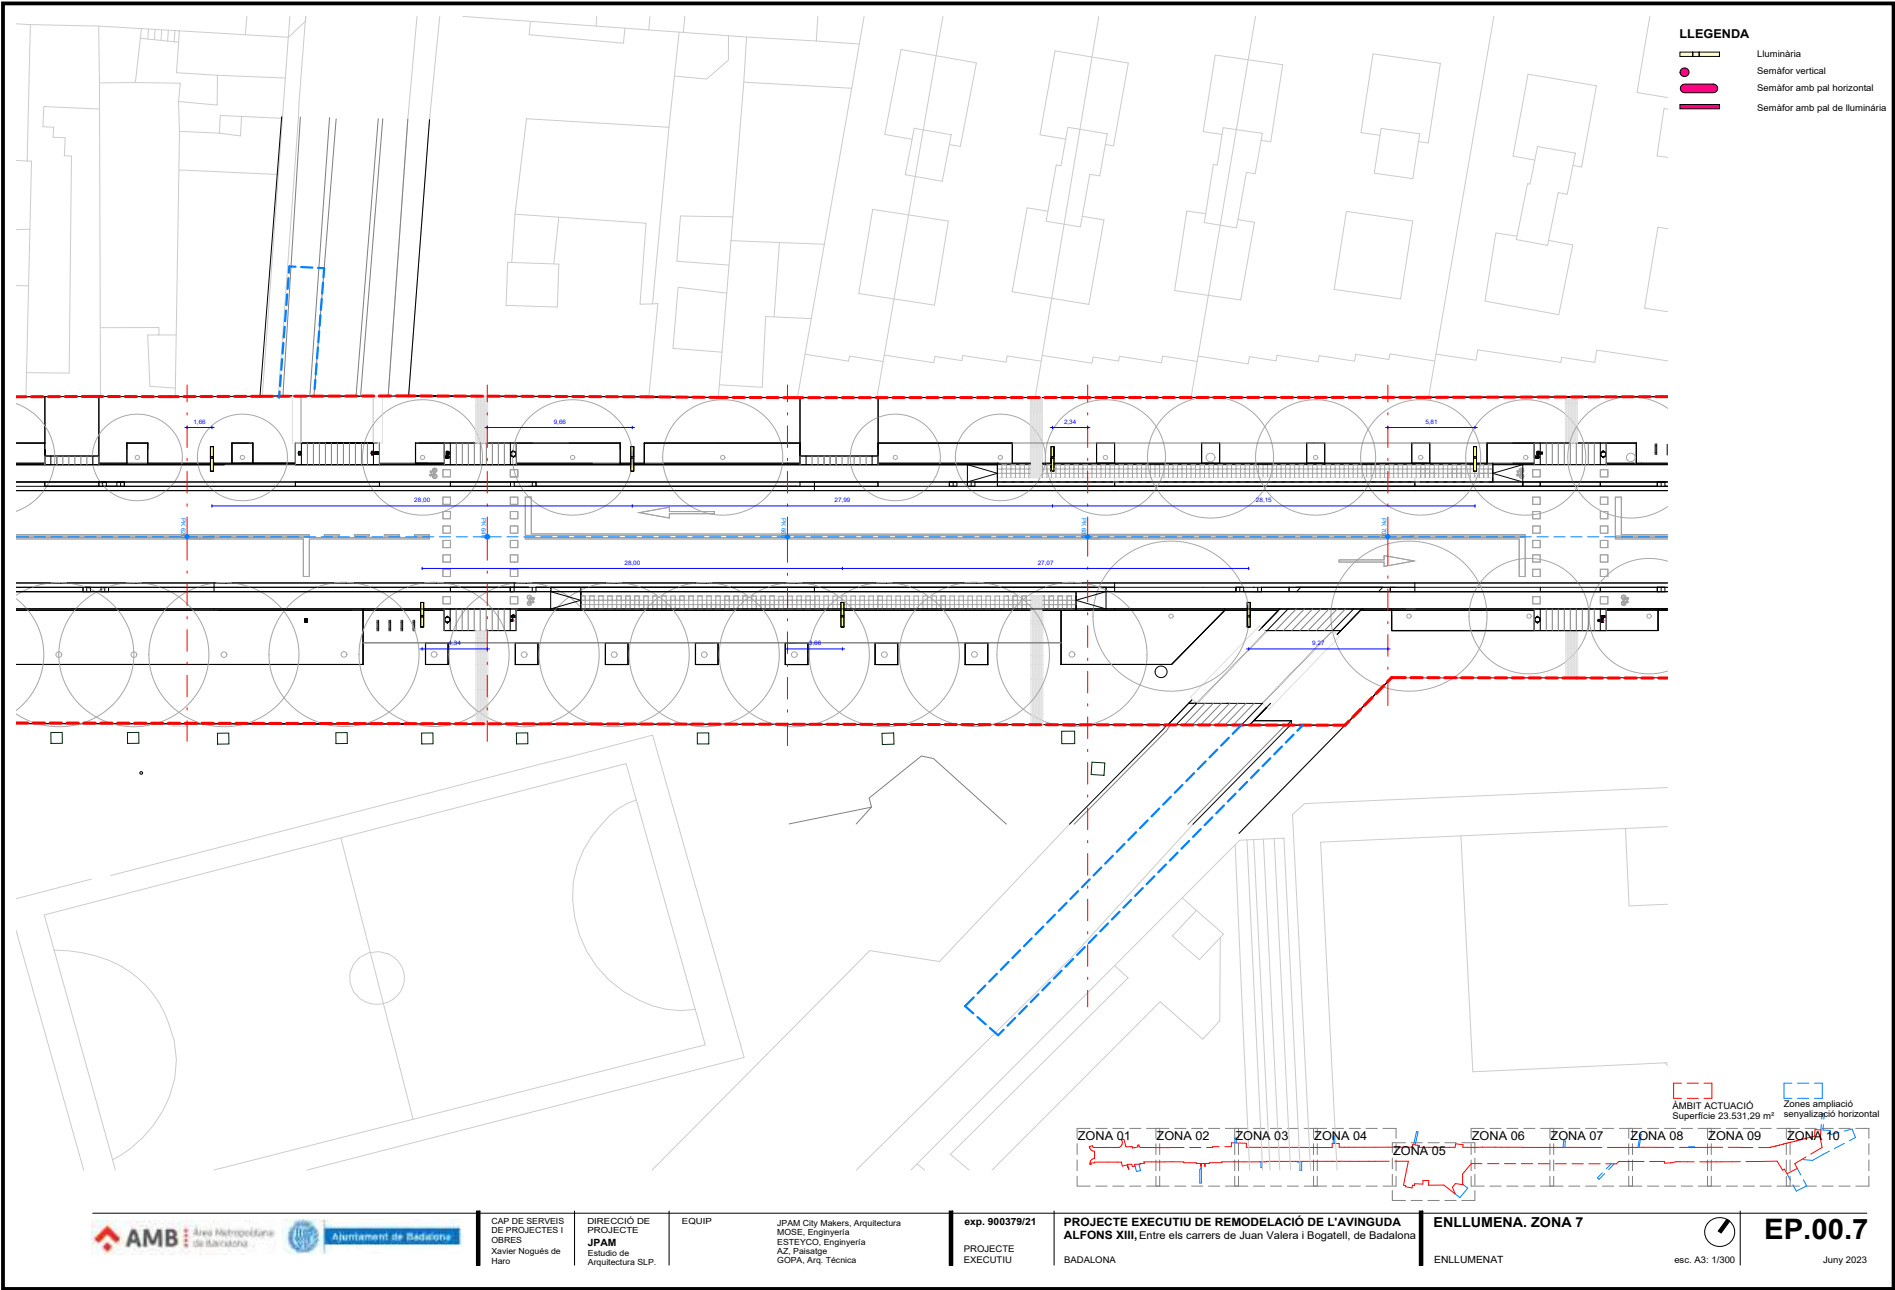 LLEGENDA
Lluminària
Semàfor vertical
Semàfor amb pal horitzontal
Semàfor amb pal de lluminària
1,66
9,66
2,34
5,81
28,00
27,99
28,15
28,00
27,07
9,27
ÀMBIT ACTUACIÓ
Superfície 23.531,29 m²
Zones ampliació
senyalizació horizontal
ZONA 01
ZONA 02
ZONA 03
ZONA 04
ZONA 05
ZONA 06
ZONA 07
ZONA 08
ZONA 09
ZONA 10
AMB
Àrea Metropolitana
de Barcelona
Ajuntament de Badalona
CAP DE SERVEIS
DE PROJECTES I
OBRES
Xavier Nogués de
Haro
DIRECCIÓ DE
PROJECTE
JPAM
Estudio de
Arquitectura SLP.
EQUIP
JPAM City Makers, Arquitectura
MOSE, Enginyeria
ESTEYCO, Enginyería
AZ, Paisatge
GOPA, Arq. Técnica
exp. 900379/21
PROJECTE
EXECUTIU
PROJECTE EXECUTIU DE REMODELACIÓ DE L'AVINGUDA
ALFONS XIII, Entre els carrers de Juan Valera i Bogatell, de Badalona
BADALONA
ENLLUMENA. ZONA 7
ENLLUMENAT
esc. A3: 1/300
EP.00.7
Juny 2023